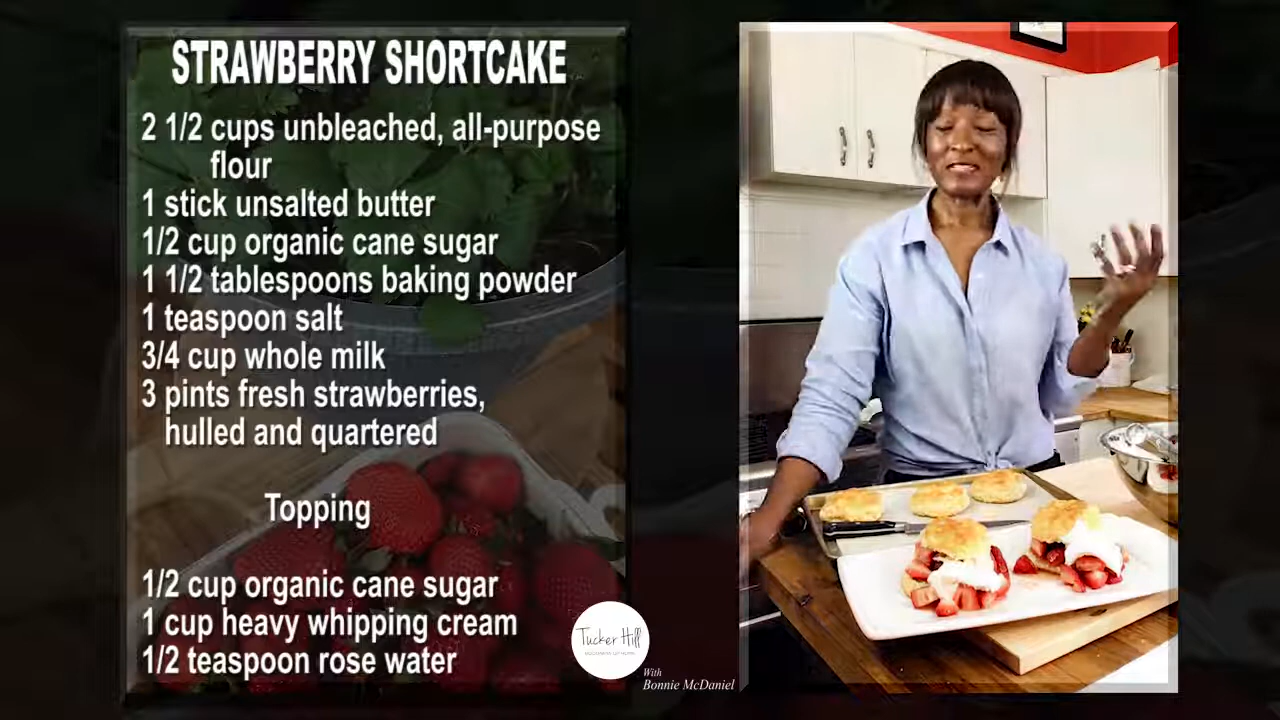 STRAWBERRY SHORTCAKE
2 1/2 cups unbleached, all-purpose
flour
1 stick unsalted butter
1/2 cup organic cane sugar
1 1/2 tablespoons baking powder
1 teaspoon salt
3/4 cup whole milk
3 pints fresh strawberries,
hulled and quartered
Topping
1/2 cup organic cane sugar
1 cup heavy whipping cream
1/2 teaspoon rose water
Tucker Hill
With
Bonnie McDaniel